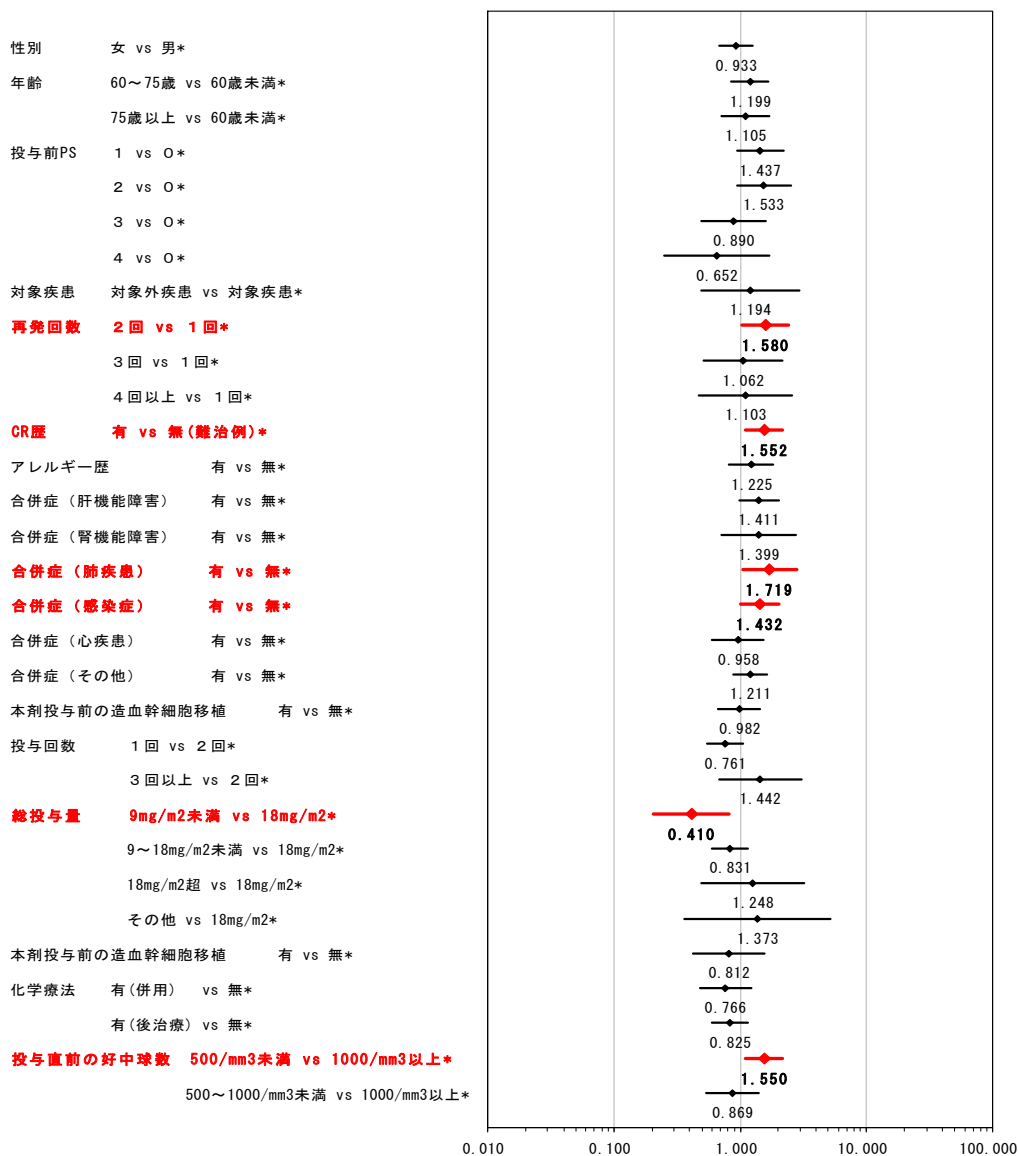 性別 女 vs 男*
0.933
年齢 60～75歳 vs 60歳未満*
1.199
75歳以上 vs 60歳未満*
1.105
投与前PS 1 vs 0*
1.437
2 vs 0*
1.533
3 vs 0*
0.890
4 vs 0*
0.652
対象疾患 対象外疾患 vs 対象疾患*
1.194
再発回数 2回 vs 1回*
1.580
3回 vs 1回*
1.062
4回以上 vs 1回*
1.103
CR歴 有 vs 無(難治例)*
1.552
アレルギー歴 有 vs 無*
1.225
合併症（肝機能障害） 有 vs 無*
1.411
合併症（腎機能障害） 有 vs 無*
1.399
合併症（肺疾患） 有 vs 無*
1.719
合併症（感染症） 有 vs 無*
1.432
合併症（心疾患） 有 vs 無*
0.958
合併症（その他） 有 vs 無*
1.211
本剤投与前の造血幹細胞移植 有 vs 無*
0.982
投与回数 1回 vs 2回*
0.761
3回以上 vs 2回*
1.442
総投与量 9mg/m2未満 vs 18mg/m2*
0.410
9～18mg/m2未満 vs 18mg/m2*
0.831
18mg/m2超 vs 18mg/m2*
1.248
その他 vs 18mg/m2*
1.373
本剤投与前の造血幹細胞移植 有 vs 無*
0.812
化学療法 有(併用) vs 無*
0.766
有(後治療) vs 無*
0.825
投与直前の好中球数 500/mm3未満 vs 1000/mm3以上*
1.550
500～1000/mm3未満 vs 1000/mm3以上*
0.869
0.010 0.100 1.000 10.000 100.000